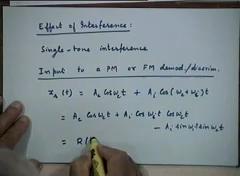 Effect of Interference:
Single-tone interference
Input to a PM or FM demod./discrim.
x_r(t) = A_c cos ω_c t + A_i cos(ω_c + ω_i)t
= A_c cos ω_c t + A_i cos ω_i t cos ω_c t
- A_i sin ω_i t sin ω_c t
= R(